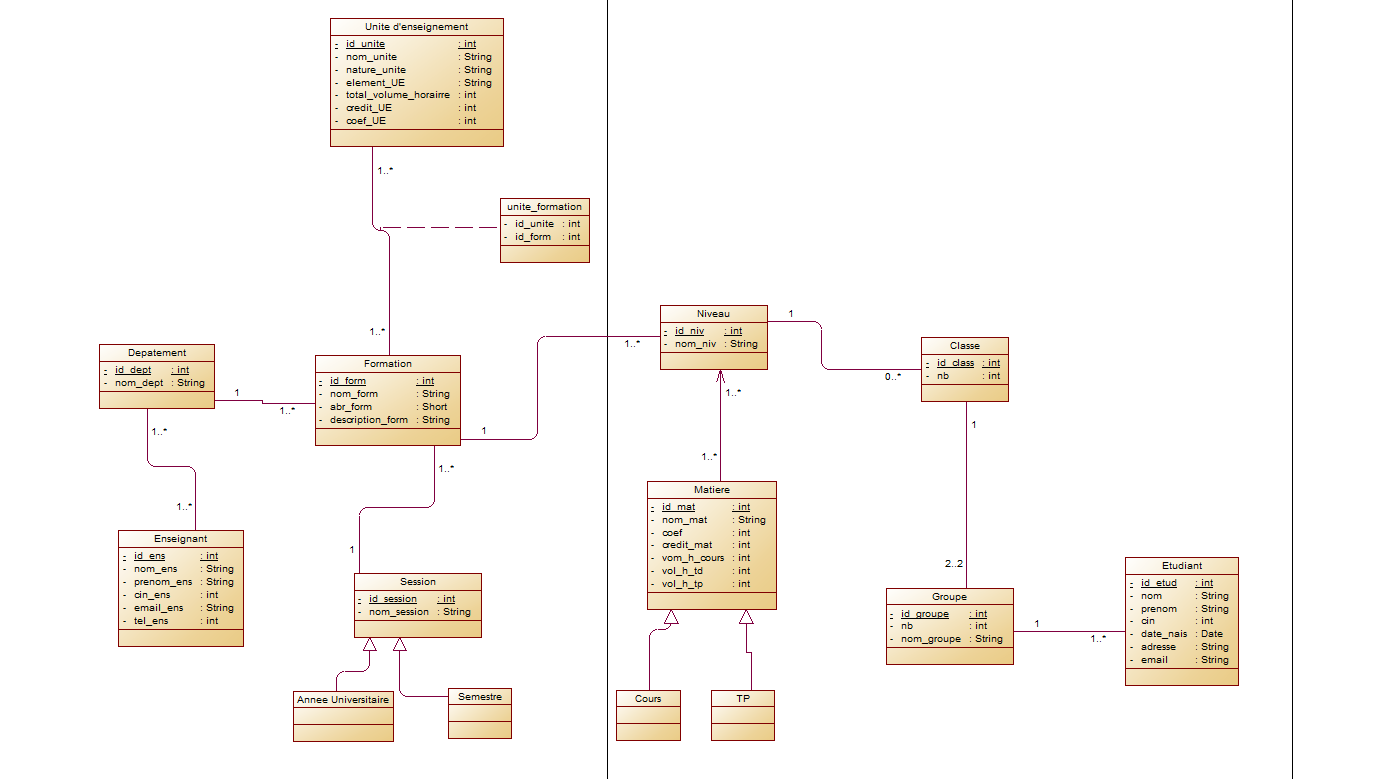 Unite d'enseignement
- id_unite : int
- nom_unite : String
- nature_unite : String
- element_UE : String
- total_volume_horairre : int
- credit_UE : int
- coef_UE : int
1..*
unite_formation
- id_unite : int
- id_form : int
1..*
Depatement
- id_dept : int
- nom_dept : String
1
1..*
Formation
- id_form : int
- nom_form : String
- abr_form : Short
- description_form : String
1
1..*
Niveau
- id_niv : int
- nom_niv : String
1
0..*
Classe
- id_class : int
- nb : int
1..*
1..*
Enseignant
- id_ens : int
- nom_ens : String
- prenom_ens : String
- cin_ens : int
- email_ens : String
- tel_ens : int
1..*
1
Session
- id_session : int
- nom_session : String
Annee Universitaire
Semestre
1..*
1..*
Matiere
- id_mat : int
- nom_mat : String
- coef : int
- credit_mat : int
- vom_h_cours : int
- vol_h_td : int
- vol_h_tp : int
Cours
TP
1
2..2
Groupe
- id_groupe : int
- nb : int
- nom_groupe : String
1
1..*
Etudiant
- id_etud : int
- nom : String
- prenom : String
- cin : int
- date_nais : Date
- adresse : String
- email : String